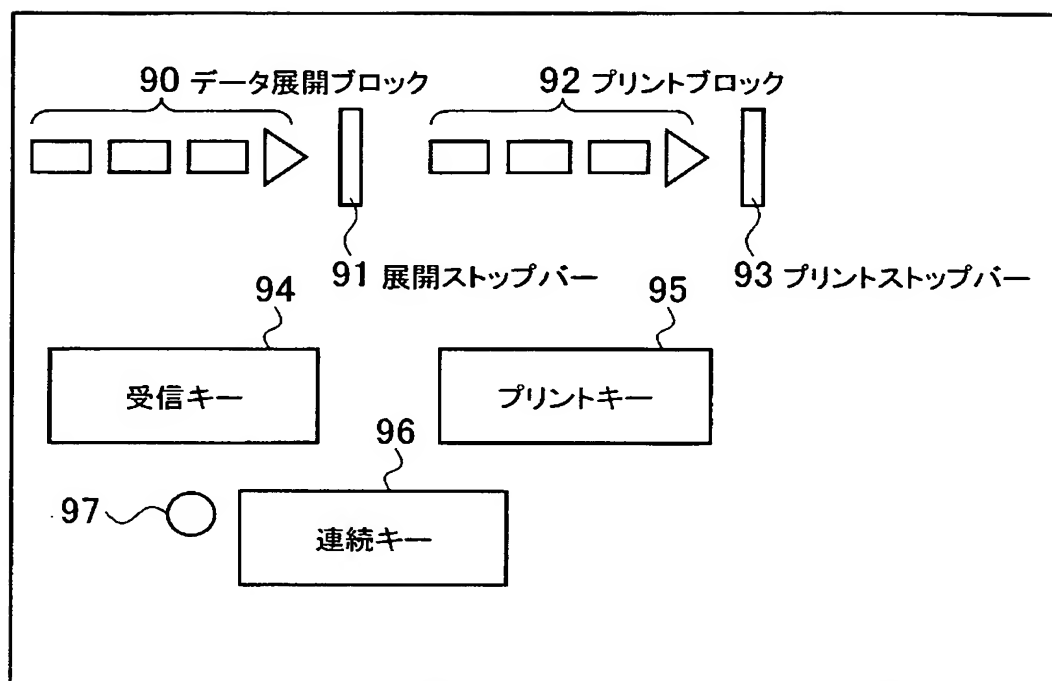 90 データ展開ブロック
92 プリントブロック
91 展開ストップバー
93 プリントストップバー
94
95
受信キー
プリントキー
96
97
連続キー